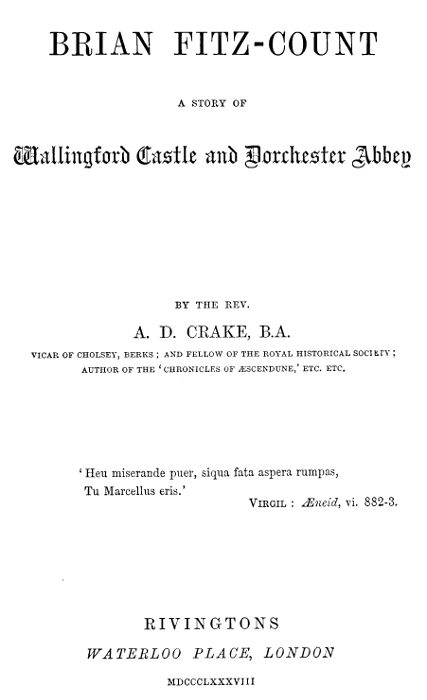 BRIAN FITZ-COUNT
A STORY OF
Wallingford Castle and Dorchester Abbey
BY THE REV.
A. D. CRAKE, B.A.
VICAR OF CHOLSEY, BERKS ; AND FELLOW OF THE ROYAL HISTORICAL SOCIETY ;
AUTHOR OF THE ‘CHRONICLES OF ÆSCENDUNE,’ ETC. ETC.
‘Heu miserande puer, siqua fata aspera rumpas,
Tu Marcellus eris.’
VIRGIL : Æneid, vi. 882-3.
RIVINGTONS
WATERLOO PLACE, LONDON
MDCCCLXXXVIII